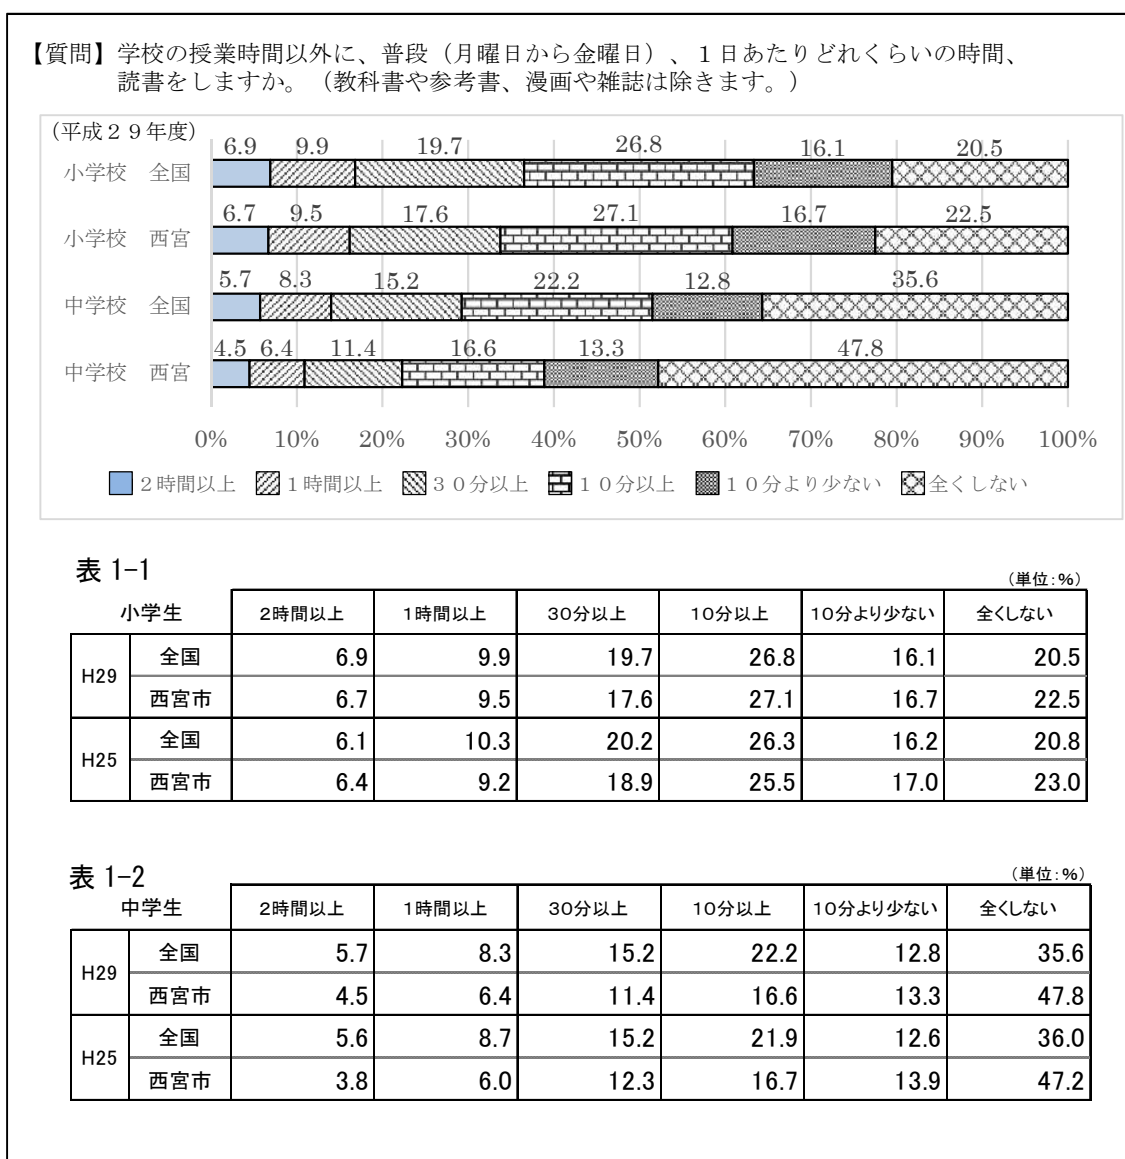 【質問】学校の授業時間以外に、普段（月曜日から金曜日）、１日あたりどれくらいの時間、
読書をしますか。（教科書や参考書、漫画や雑誌は除きます。）
（平成２９年度）
6.9 9.9 19.7 26.8 16.1 20.5
小学校　全国
6.7 9.5 17.6 27.1 16.7 22.5
小学校　西宮
5.7 8.3 15.2 22.2 12.8 35.6
中学校　全国
4.5 6.4 11.4 16.6 13.3 47.8
中学校　西宮
0% 10% 20% 30% 40% 50% 60% 70% 80% 90% 100%
２時間以上 １時間以上 ３０分以上 １０分以上 １０分より少ない 全くしない
表 1-1
（単位：％）
小学生 2時間以上 1時間以上 30分以上 10分以上 10分より少ない 全くしない
H29 全国 6.9 9.9 19.7 26.8 16.1 20.5
西宮市 6.7 9.5 17.6 27.1 16.7 22.5
H25 全国 6.1 10.3 20.2 26.3 16.2 20.8
西宮市 6.4 9.2 18.9 25.5 17.0 23.0
表 1-2
（単位：％）
中学生 2時間以上 1時間以上 30分以上 10分以上 10分より少ない 全くしない
H29 全国 5.7 8.3 15.2 22.2 12.8 35.6
西宮市 4.5 6.4 11.4 16.6 13.3 47.8
H25 全国 5.6 8.7 15.2 21.9 12.6 36.0
西宮市 3.8 6.0 12.3 16.7 13.9 47.2